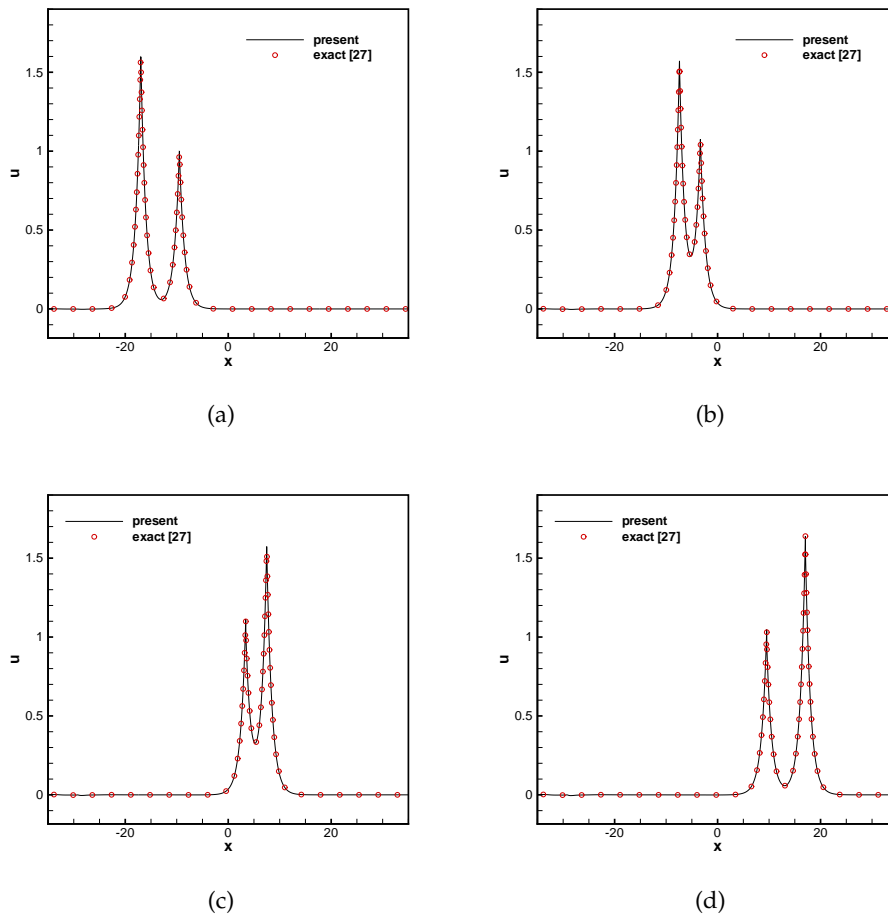 present
exact [27]
1.5
1
0.5
0
u
-20
0
20
x
(a)
present
exact [27]
1.5
1
0.5
0
u
-20
0
20
x
(b)
present
exact [27]
1.5
1
0.5
0
u
-20
0
20
x
(c)
present
exact [27]
1.5
1
0.5
0
u
-20
0
20
x
(d)